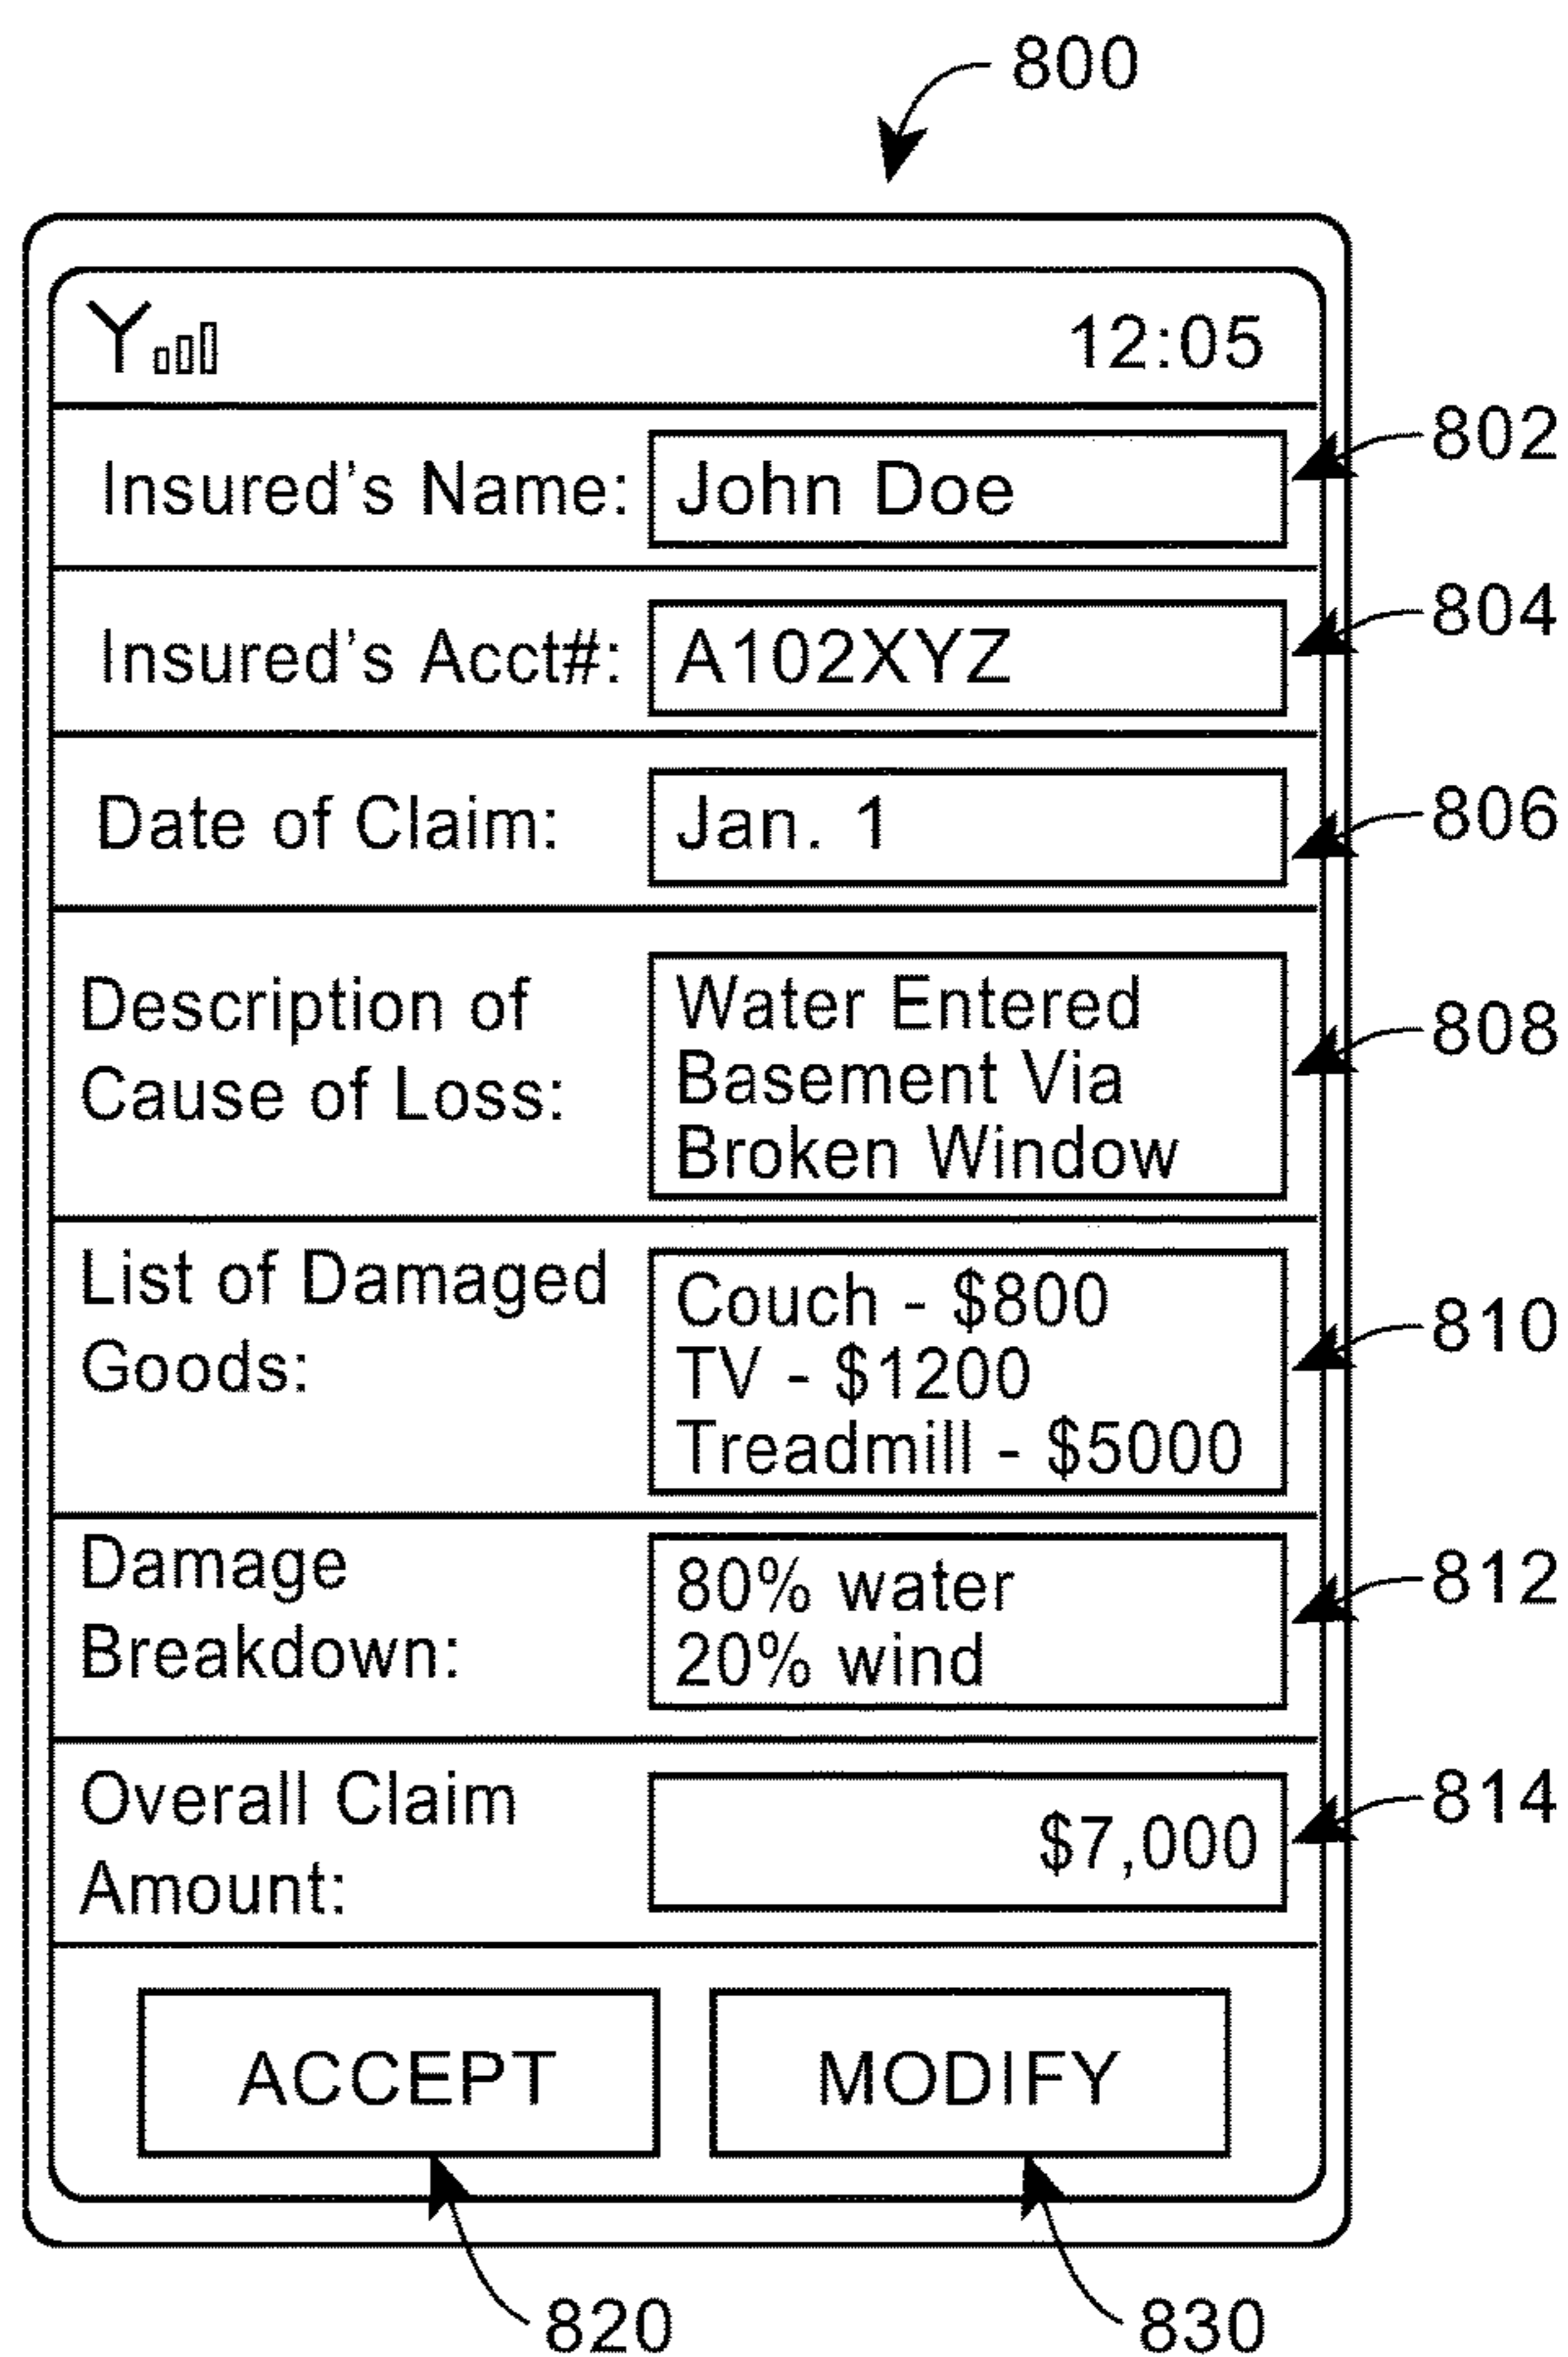 800
12:05
Insured's Name: John Doe
802
Insured's Acct#: A102XYZ
804
Date of Claim: Jan. 1
806
Description of
Cause of Loss:
Water Entered
Basement Via
Broken Window
808
List of Damaged
Goods:
Couch - $800
TV - $1200
Treadmill - $5000
810
Damage
Breakdown:
80% water
20% wind
812
Overall Claim
Amount:
$7,000
814
ACCEPT
MODIFY
820
830